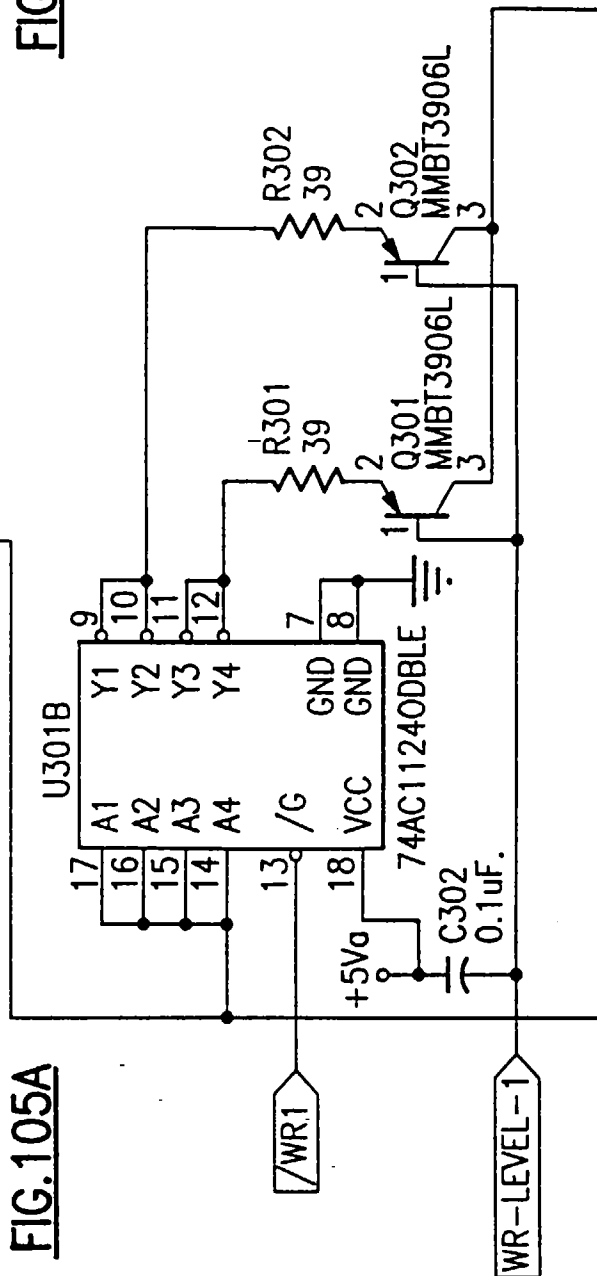 FIG.105A
FIG
U301B
17 A1
16 A2
15 A3
14 A4
13 /G
18 VCC
Y1 9
Y2 10
Y3 11
Y4 12
GND 7
GND 8
74AC11240DBLE
/WR1
+5Va
C302
0.1uF.
WR-LEVEL-1
R301
39
2
1
Q301
MMBT3906L
3
R302
39
2
1
Q302
MMBT3906L
3